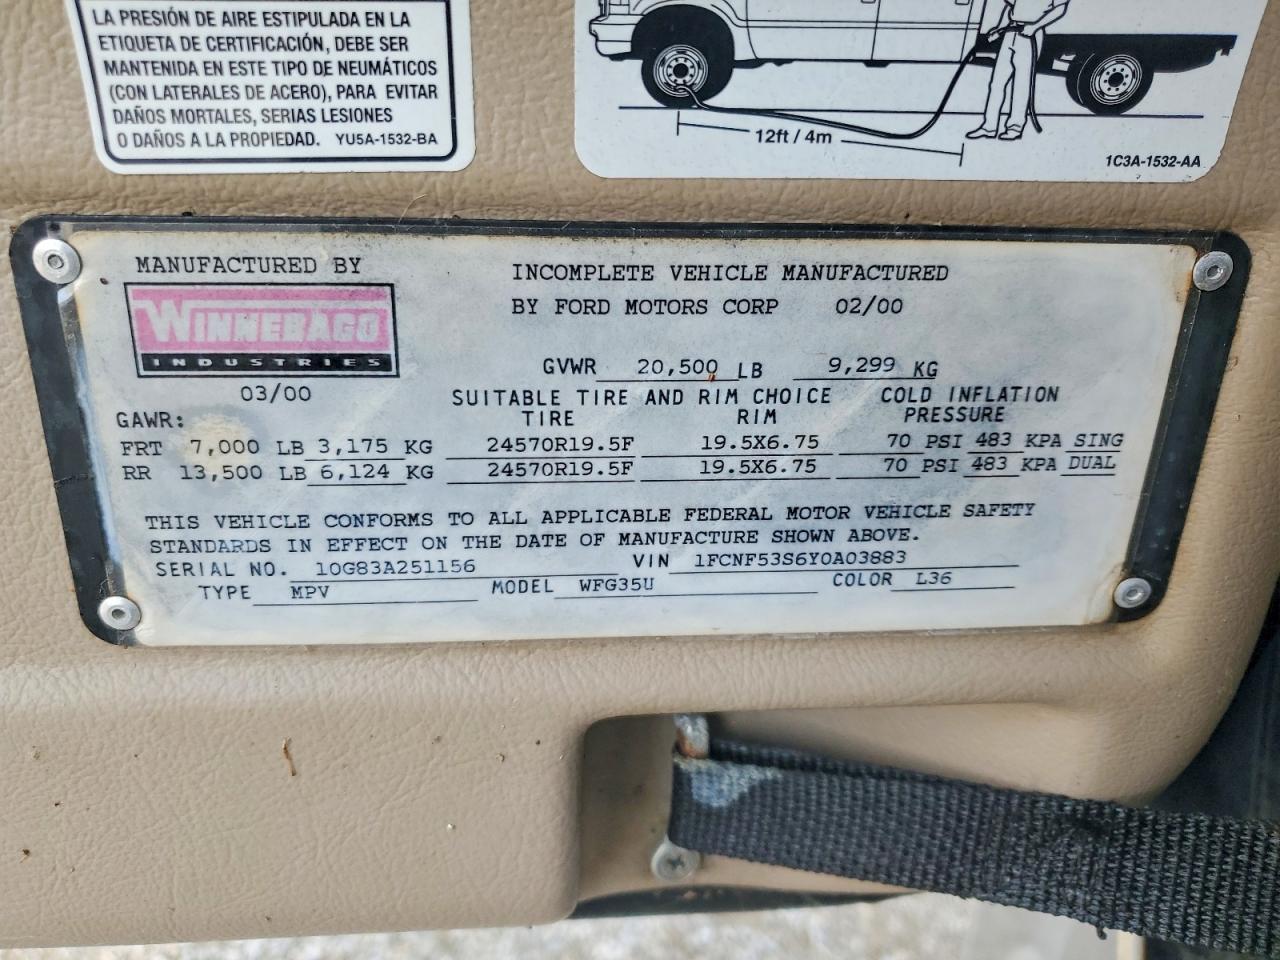 LA PRESIÓN DE AIRE ESTIPULADA EN LA
ETIQUETA DE CERTIFICACIÓN, DEBE SER
MANTENIDA EN ESTE TIPO DE NEUMÁTICOS
(CON LATERALES DE ACERO), PARA EVITAR
DAÑOS MORTALES, SERIAS LESIONES
O DAÑOS A LA PROPIEDAD. YU5A-1532-BA
12ft / 4m
1C3A-1532-AA
MANUFACTURED BY
WINNEBAGO
INDUSTRIES
03/00
INCOMPLETE VEHICLE MANUFACTURED
BY FORD MOTORS CORP 02/00
GVWR 20,500 LB 9,299 KG
SUITABLE TIRE AND RIM CHOICE COLD INFLATION
GAWR: TIRE RIM PRESSURE
FRT 7,000 LB 3,175 KG 24570R19.5F 19.5X6.75 70 PSI 483 KPA SING
RR 13,500 LB 6,124 KG 24570R19.5F 19.5X6.75 70 PSI 483 KPA DUAL
THIS VEHICLE CONFORMS TO ALL APPLICABLE FEDERAL MOTOR VEHICLE SAFETY
STANDARDS IN EFFECT ON THE DATE OF MANUFACTURE SHOWN ABOVE.
SERIAL NO. 10G83A251156 VIN 1FCNF53S6Y0A03883
TYPE MPV MODEL WFG35U COLOR L36